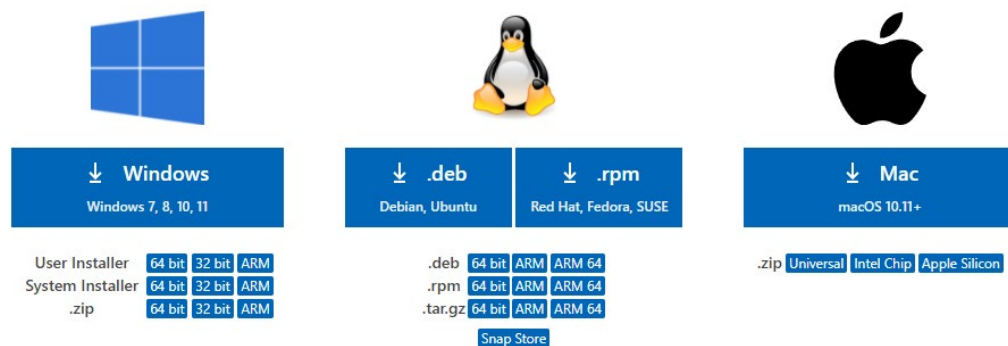 Windows
Windows 7, 8, 10, 11
User Installer 64 bit 32 bit ARM
System Installer 64 bit 32 bit ARM
.zip 64 bit 32 bit ARM
.deb
Debian, Ubuntu
.rpm
Red Hat, Fedora, SUSE
.deb 64 bit ARM ARM 64
.rpm 64 bit ARM ARM 64
.tar.gz 64 bit ARM ARM 64
Snap Store
Mac
macOS 10.11+
.zip Universal Intel Chip Apple Silicon